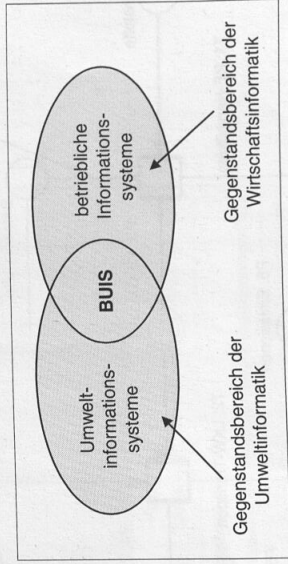 Umwelt-
informations-
systeme
BUIS
betriebliche
Informations-
systeme
Gegenstandsbereich der
Umweltinformatik
Gegenstandsbereich der
Wirtschaftsinformatik